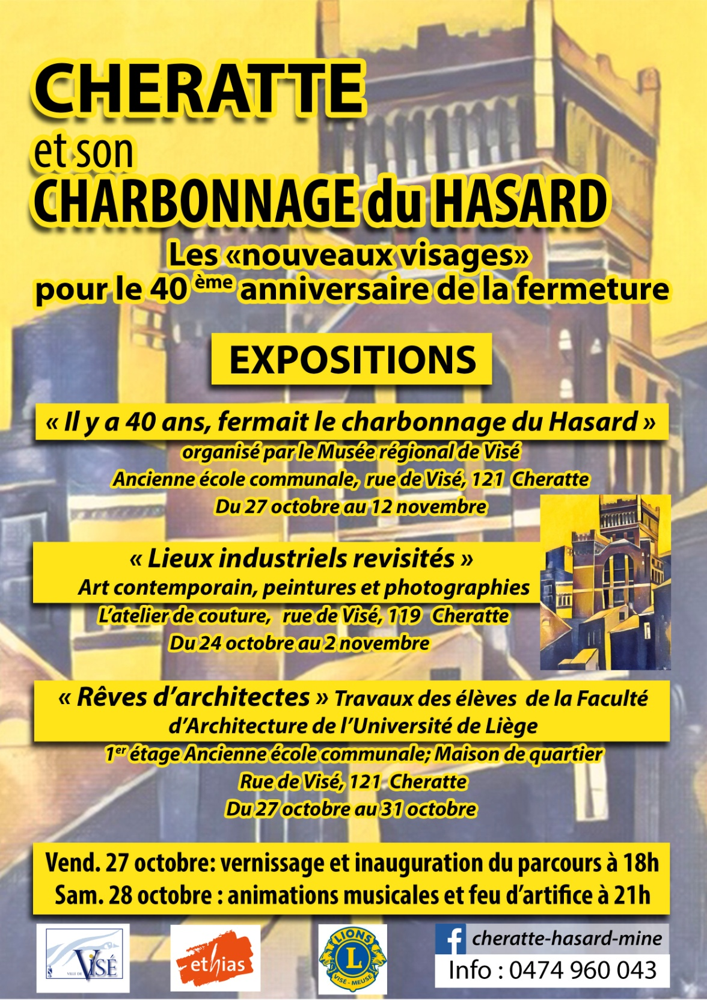 CHERATTE
et son
CHARBONNAGE du HASARD
Les «nouveaux visages»
pour le 40 ème anniversaire de la fermeture
EXPOSITIONS
« Il y a 40 ans, fermait le charbonnage du Hasard »
organisé par le Musée régional de Visé
Ancienne école communale, rue de Visé, 121 Cheratte
Du 27 octobre au 12 novembre
« Lieux industriels revisités »
Art contemporain, peintures et photographies
L'atelier de couture, rue de Visé, 119 Cheratte
Du 24 octobre au 2 novembre
« Rêves d'architectes » Travaux des élèves de la Faculté
d'Architecture de l'Université de Liège
1er étage Ancienne école communale; Maison de quartier
Rue de Visé, 121 Cheratte
Du 27 octobre au 31 octobre
Vend. 27 octobre: vernissage et inauguration du parcours à 18h
Sam. 28 octobre : animations musicales et feu d'artifice à 21h
VILLE DE VISÉ
ethias
LIONS
L
VISÉ - MEUSE
f cheratte-hasard-mine
Info : 0474 960 043